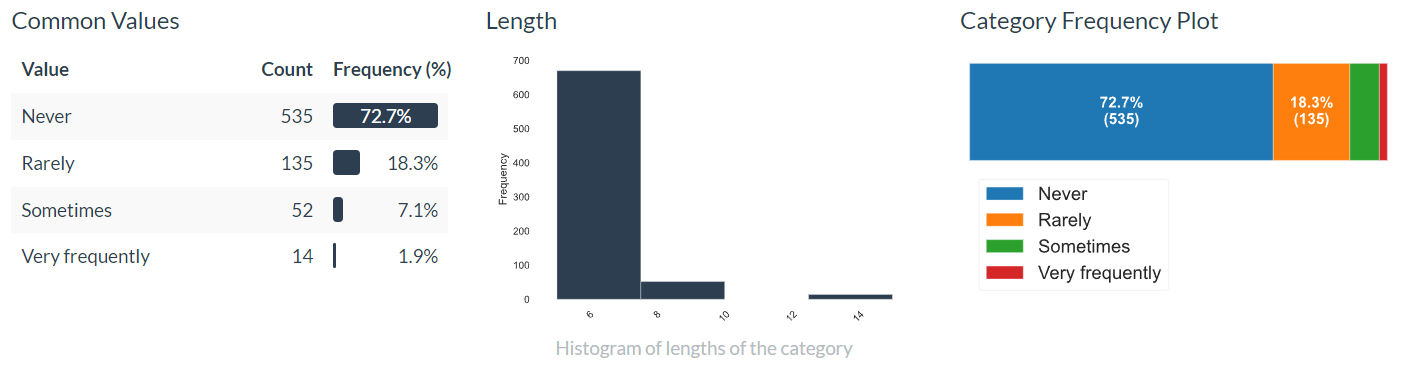 Common Values
Value Count Frequency (%)
Never 535 72.7%
Rarely 135 18.3%
Sometimes 52 7.1%
Very frequently 14 1.9%
Length
700
600
500
400
300
200
100
0
Frequency
6 8 10 12 14
Histogram of lengths of the category
Category Frequency Plot
72.7% 18.3%
(535) (135)
Never
Rarely
Sometimes
Very frequently